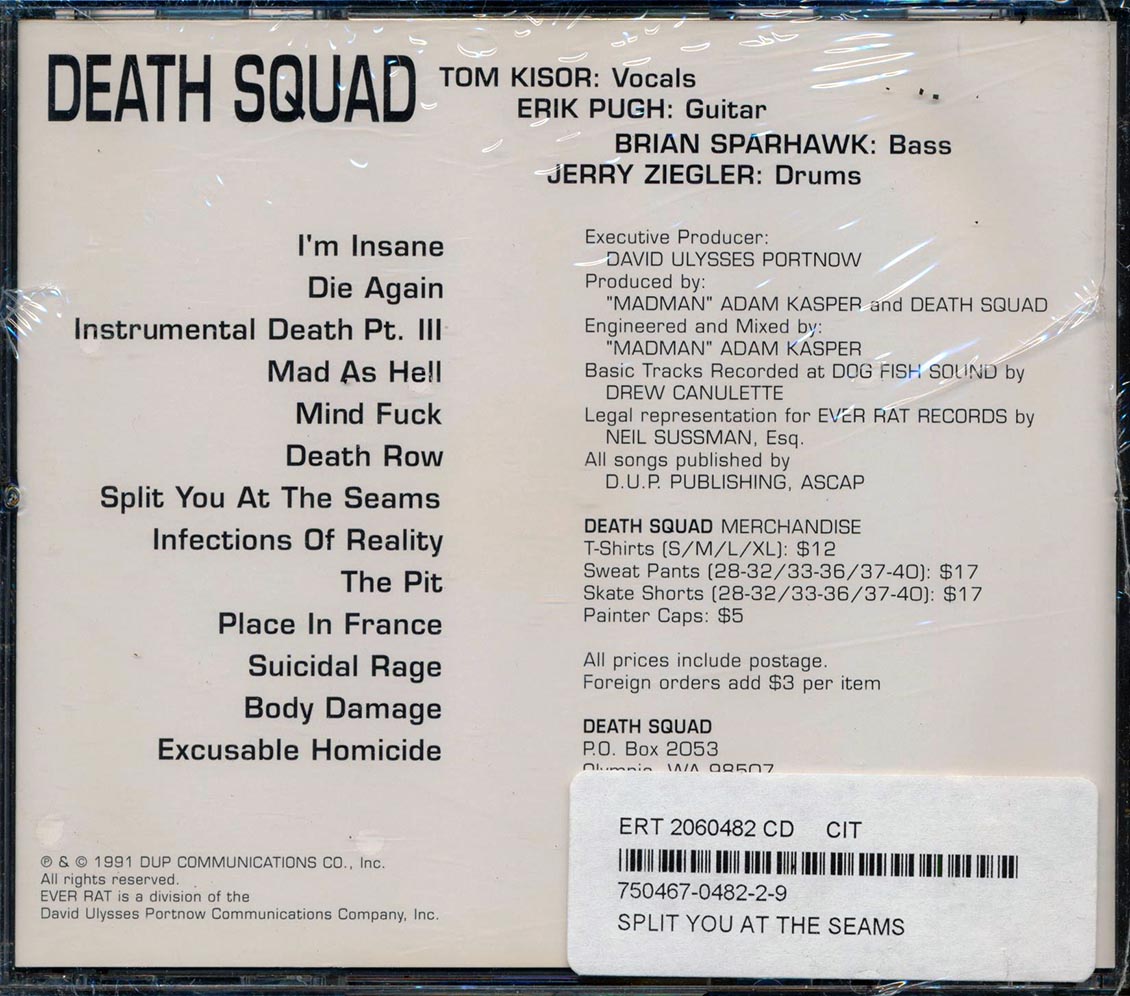 DEATH SQUAD
TOM KISOR: Vocals
ERIK PUGH: Guitar
BRIAN SPARHAWK: Bass
JERRY ZIEGLER: Drums
I'm Insane
Die Again
Instrumental Death Pt. III
Mad As Hell
Mind Fuck
Death Row
Split You At The Seams
Infections Of Reality
The Pit
Place In France
Suicidal Rage
Body Damage
Excusable Homicide
Executive Producer:
DAVID ULYSSES PORTNOW
Produced by:
"MADMAN" ADAM KASPER and DEATH SQUAD
Engineered and Mixed by:
"MADMAN" ADAM KASPER
Basic Tracks Recorded at DOG FISH SOUND by
DREW CANULETTE
Legal representation for EVER RAT RECORDS by
NEIL SUSSMAN, Esq.
All songs published by
D.U.P. PUBLISHING, ASCAP
DEATH SQUAD MERCHANDISE
T-Shirts (S/M/L/XL): $12
Sweat Pants (28-32/33-36/37-40): $17
Skate Shorts (28-32/33-36/37-40): $17
Painter Caps: $5
All prices include postage.
Foreign orders add $3 per item
DEATH SQUAD
P.O. Box 2053
Olympia, WA 98507
℗ & © 1991 DUP COMMUNICATIONS CO., Inc.
All rights reserved.
EVER RAT is a division of the
David Ulysses Portnow Communications Company, Inc.
ERT 2060482 CD CIT
750467-0482-2-9
SPLIT YOU AT THE SEAMS